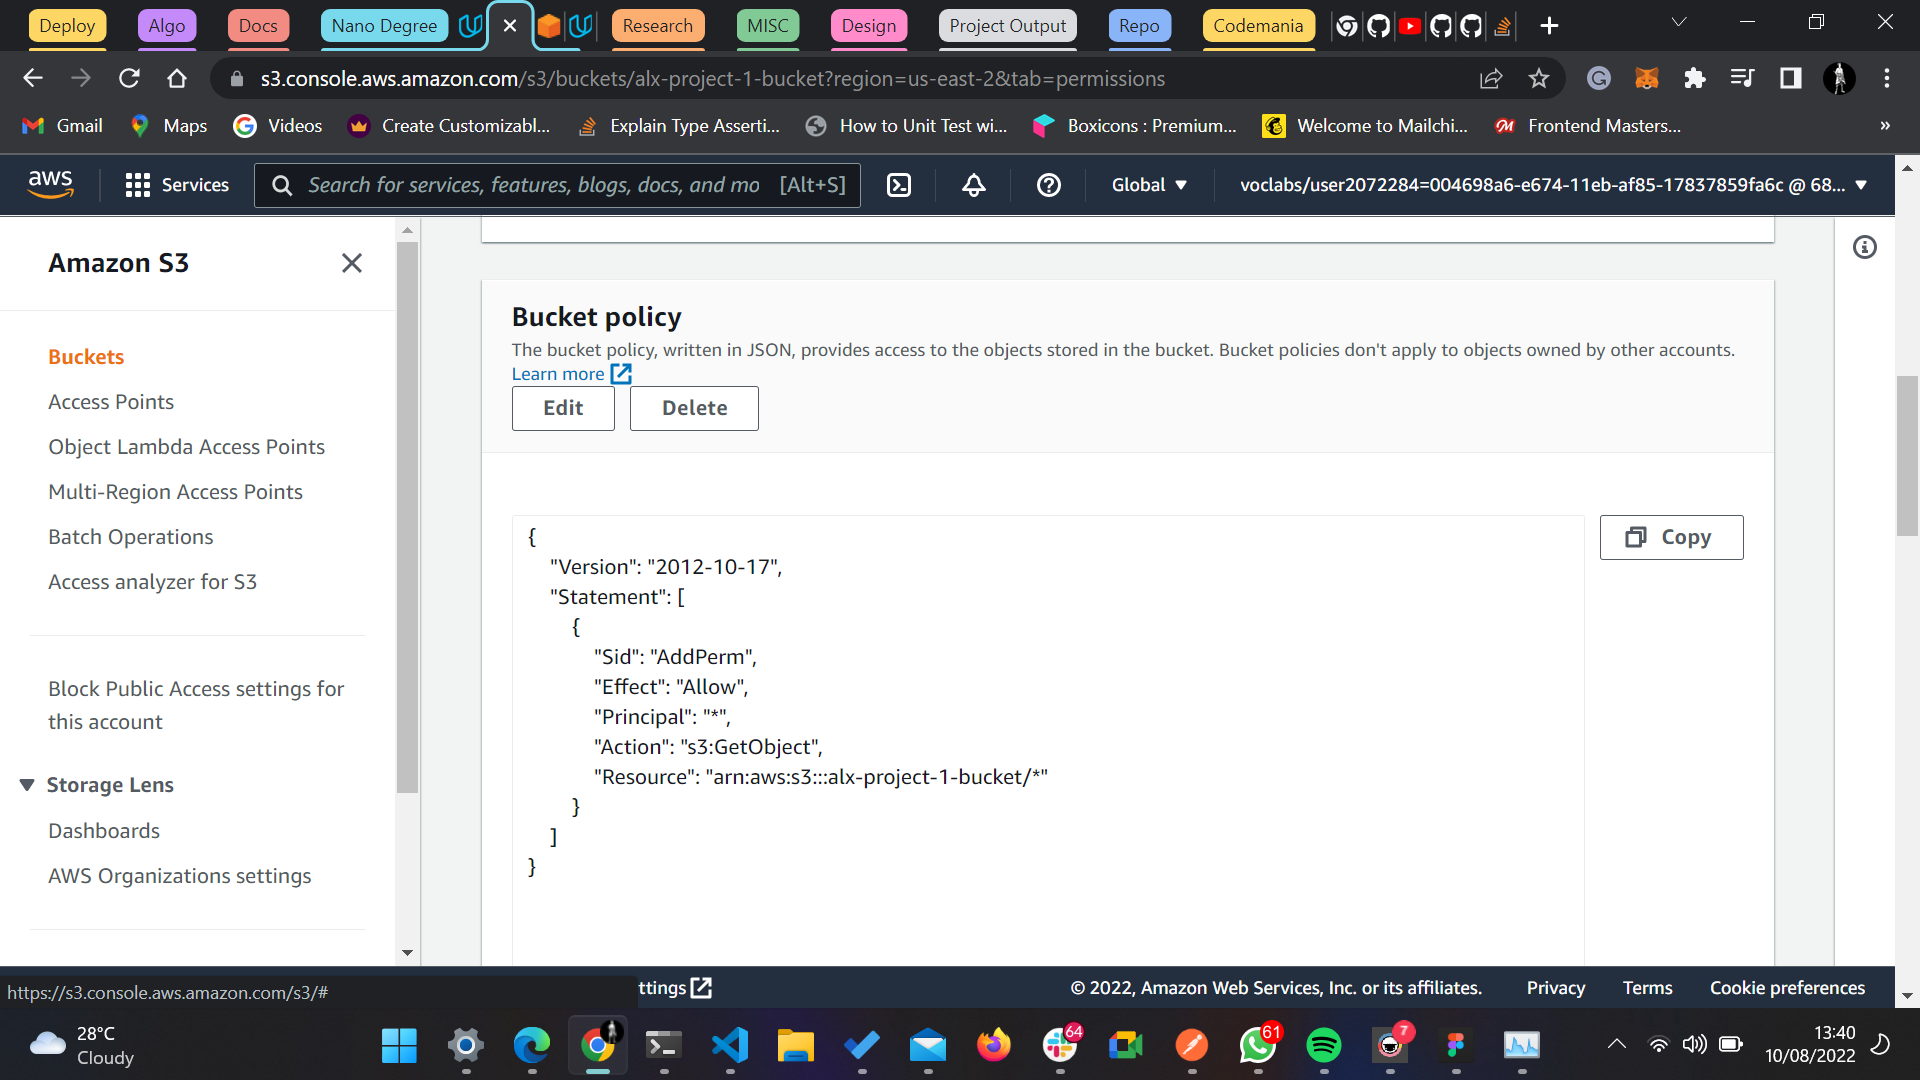 Deploy
Algo
Docs
Nano Degree
Research
MISC
Design
Project Output
Repo
Codemania
s3.console.aws.amazon.com/s3/buckets/alx-project-1-bucket?region=us-east-2&tab=permissions
Gmail
Maps
Videos
Create Customizabl...
Explain Type Asserti...
How to Unit Test wi...
Boxicons : Premium...
Welcome to Mailchi...
Frontend Masters...
»
aws
Services
Search for services, features, blogs, docs, and mo [Alt+S]
Global
voclabs/user2072284=004698a6-e674-11eb-af85-17837859fa6c @ 68...
Amazon S3
Buckets
Access Points
Object Lambda Access Points
Multi-Region Access Points
Batch Operations
Access analyzer for S3
Block Public Access settings for
this account
Storage Lens
Dashboards
AWS Organizations settings
Bucket policy
The bucket policy, written in JSON, provides access to the objects stored in the bucket. Bucket policies don't apply to objects owned by other accounts.
Learn more
Edit
Delete
Copy
{
"Version": "2012-10-17",
"Statement": [
{
"Sid": "AddPerm",
"Effect": "Allow",
"Principal": "*",
"Action": "s3:GetObject",
"Resource": "arn:aws:s3:::alx-project-1-bucket/*"
}
]
}
https://s3.console.aws.amazon.com/s3/#
ttings
© 2022, Amazon Web Services, Inc. or its affiliates.
Privacy
Terms
Cookie preferences
28°C
Cloudy
64
61
7
13:40
10/08/2022